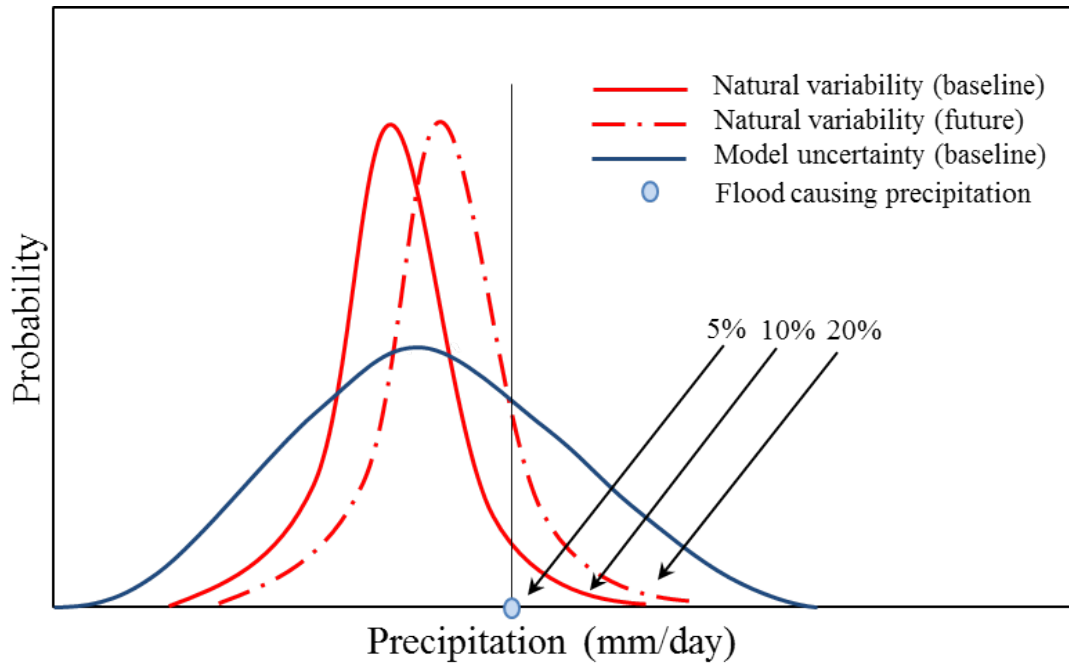 Natural variability (baseline)
Natural variability (future)
Model uncertainty (baseline)
Flood causing precipitation
5% 10% 20%
Probability
Precipitation (mm/day)